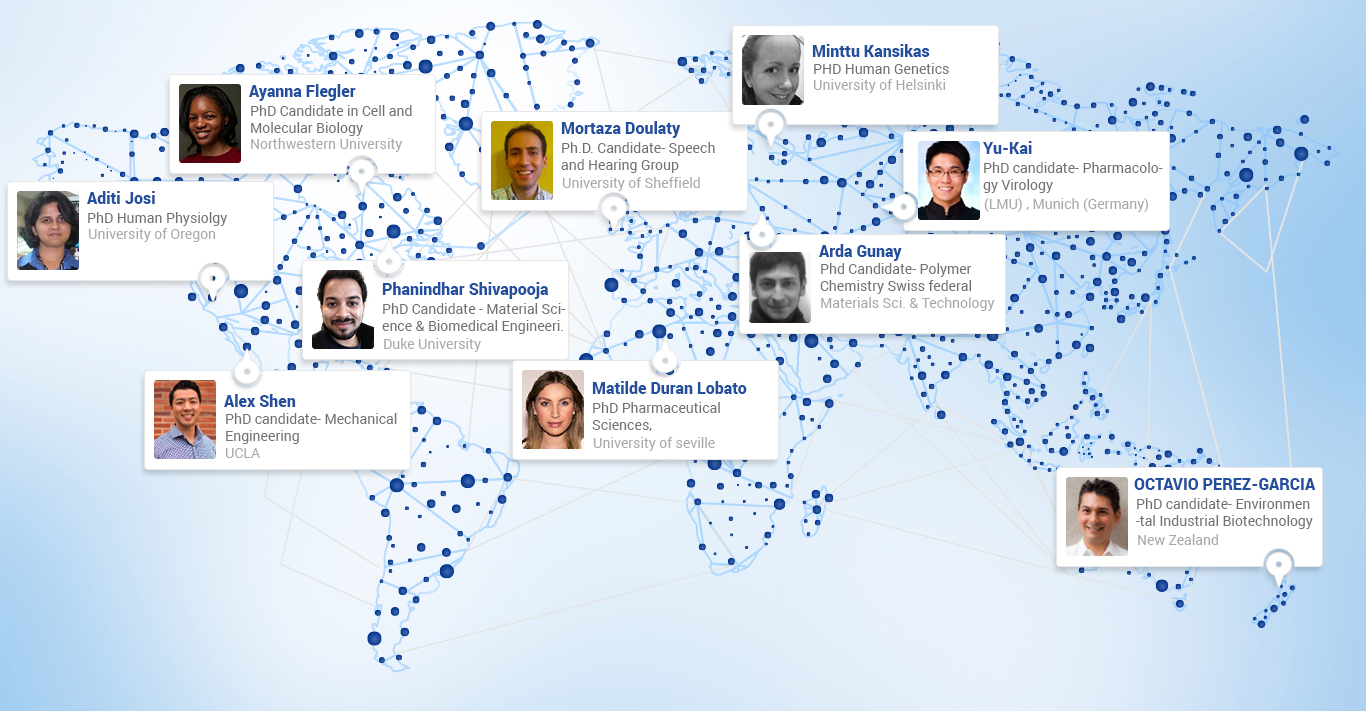 Minttu Kansikas
PHD Human Genetics
University of Helsinki
Ayanna Flegler
PhD Candidate in Cell and
Molecular Biology
Northwestern University
Mortaza Doulaty
Ph.D. Candidate- Speech
and Hearing Group
University of Sheffield
Yu-Kai
PhD candidate- Pharmacolo-
gy Virology
(LMU) , Munich (Germany)
Aditi Josi
PhD Human Physiolgy
University of Oregon
Arda Gunay
Phd Candidate- Polymer
Chemistry Swiss federal
Materials Sci. & Technology
Phanindhar Shivapooja
PhD Candidate - Material Sci-
ence & Biomedical Engineeri.
Duke University
Matilde Duran Lobato
PhD Pharmaceutical
Sciences,
University of seville
Alex Shen
PhD candidate- Mechanical
Engineering
UCLA
OCTAVIO PEREZ-GARCIA
PhD candidate- Environmen
-tal Industrial Biotechnology
New Zealand